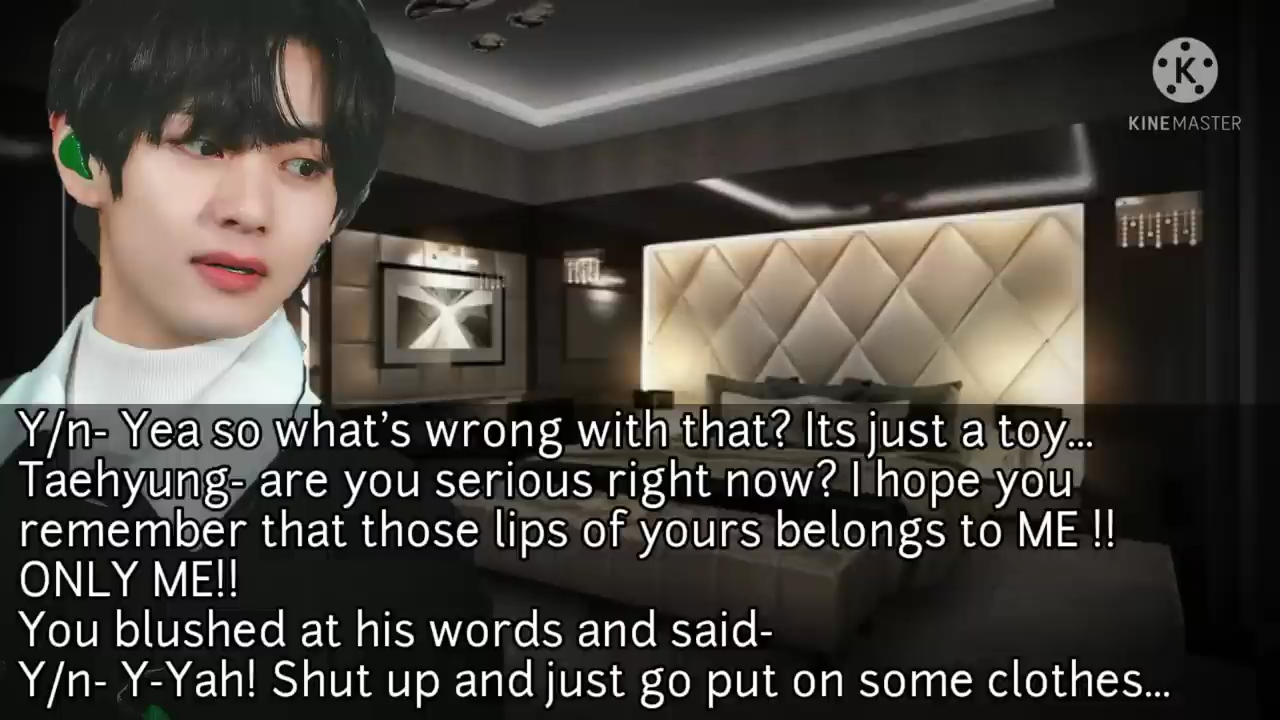 KINEMASTER
Y/n- Yea so what's wrong with that? Its just a toy...
Taehyung- are you serious right now? I hope you
remember that those lips of yours belongs to ME !!
ONLY ME!!
You blushed at his words and said-
Y/n- Y-Yah! Shut up and just go put on some clothes...